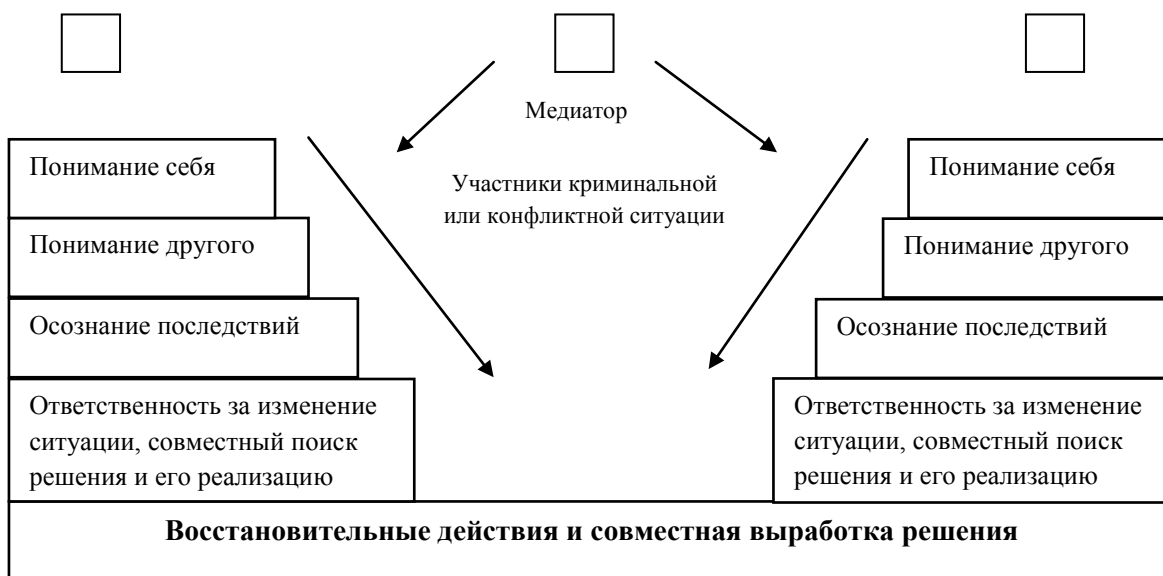 Медиатор
Участники криминальной
или конфликтной ситуации
Понимание себя
Понимание другого
Осознание последствий
Ответственность за изменение
ситуации, совместный поиск
решения и его реализацию
Понимание себя
Понимание другого
Осознание последствий
Ответственность за изменение
ситуации, совместный поиск
решения и его реализацию
Восстановительные действия и совместная выработка решения